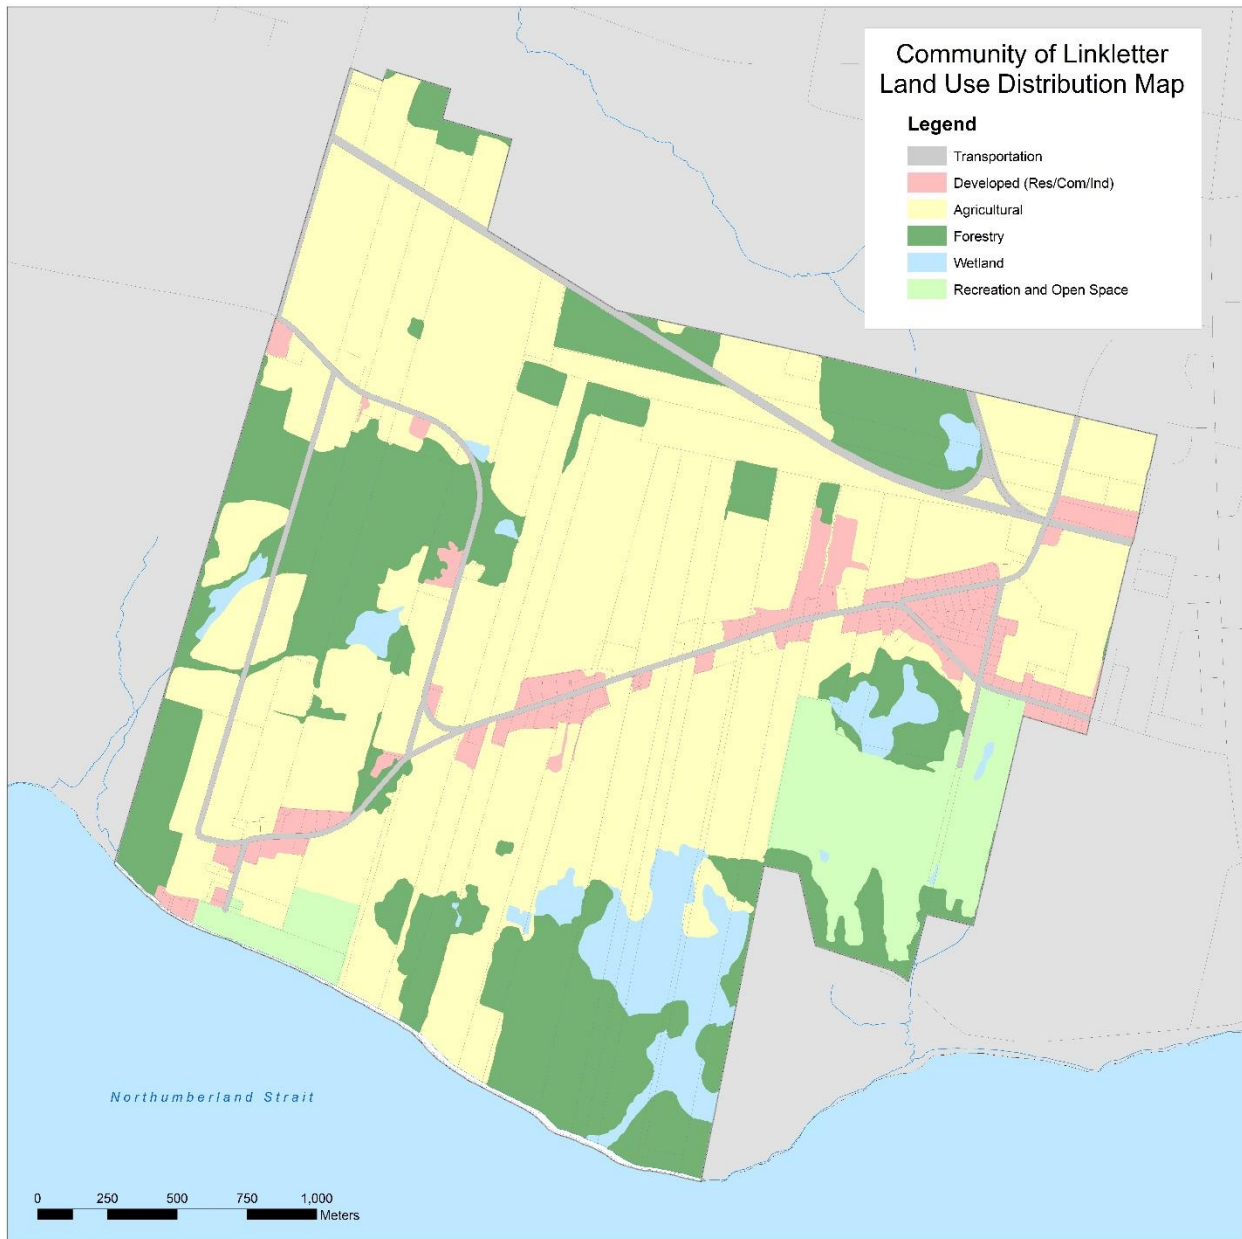 Community of Linkletter
Land Use Distribution Map
Legend
Transportation
Developed (Res/Com/Ind)
Agricultural
Forestry
Wetland
Recreation and Open Space
Northumberland Strait
0 250 500 750 1,000
Meters